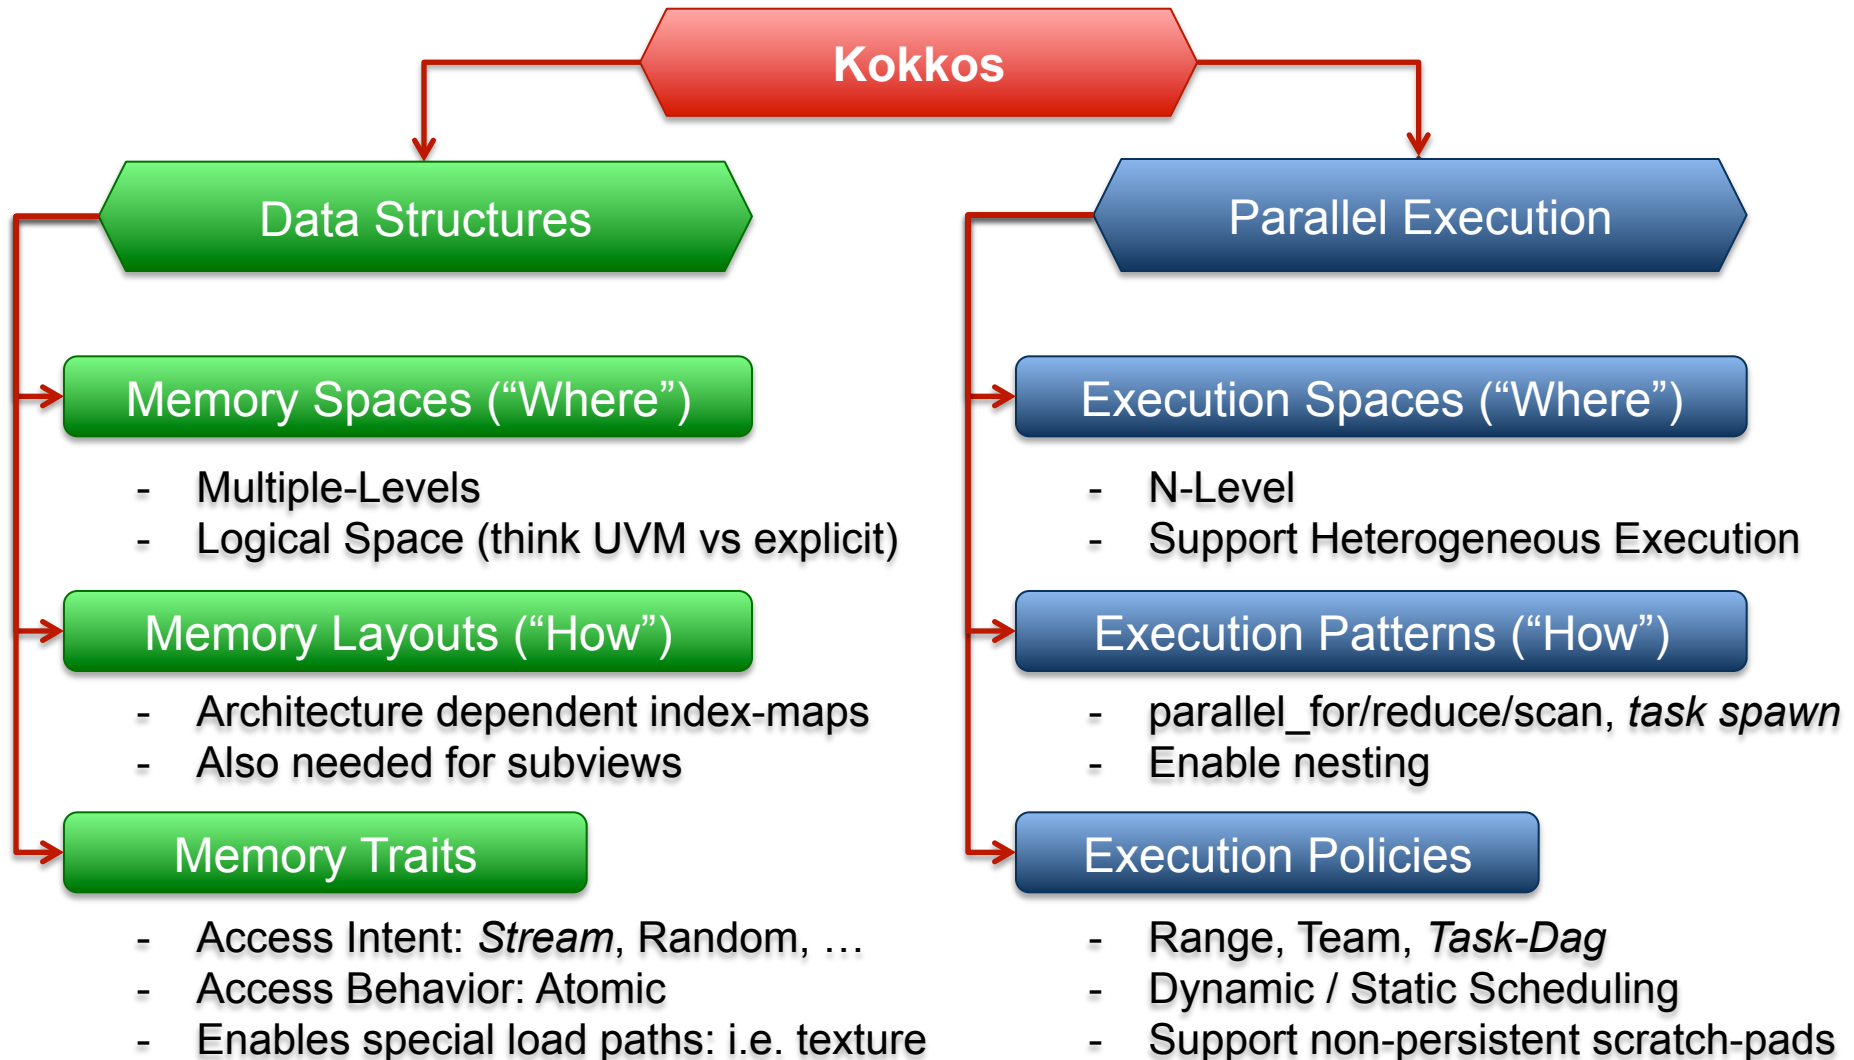 Kokkos
Data Structures
Memory Spaces (“Where”)
- Multiple-Levels
- Logical Space (think UVM vs explicit)
Memory Layouts (“How”)
- Architecture dependent index-maps
- Also needed for subviews
Memory Traits
- Access Intent: Stream, Random, …
- Access Behavior: Atomic
- Enables special load paths: i.e. texture
Parallel Execution
Execution Spaces (“Where”)
- N-Level
- Support Heterogeneous Execution
Execution Patterns (“How”)
- parallel_for/reduce/scan, task spawn
- Enable nesting
Execution Policies
- Range, Team, Task-Dag
- Dynamic / Static Scheduling
- Support non-persistent scratch-pads